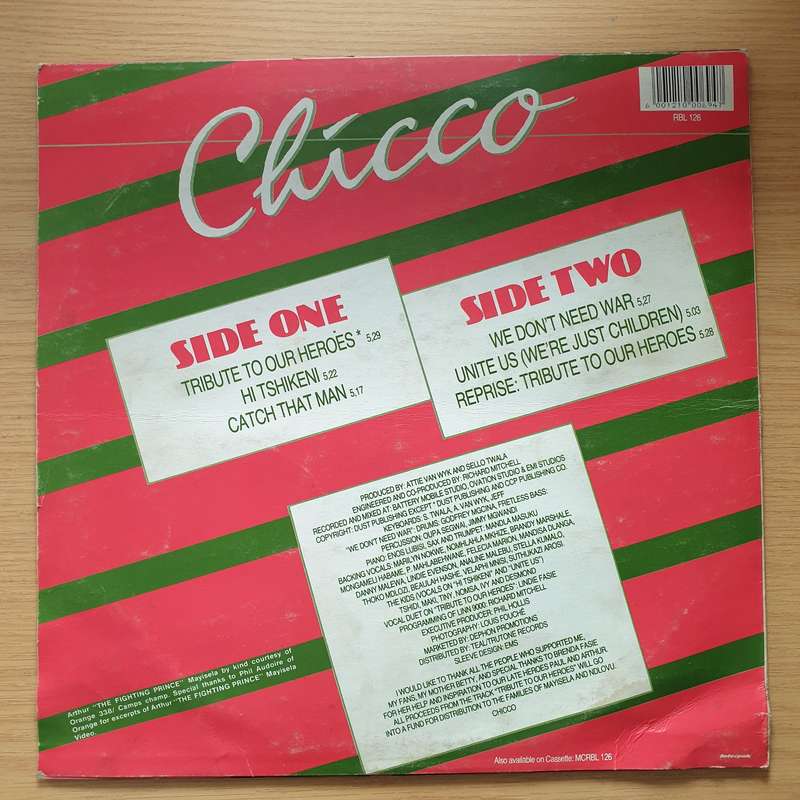 Chicco
6 001210 006947
RBL 126
SIDE ONE
TRIBUTE TO OUR HEROES * 5,29
HI TSHIKENI 5,22
CATCH THAT MAN 5,17
SIDE TWO
WE DON'T NEED WAR 5,27
UNITE US (WE'RE JUST CHILDREN) 5.03
REPRISE: TRIBUTE TO OUR HEROES 5.28
PRODUCED BY: ATTIE VAN WYK AND SELLO TWALA
ENGINEERED AND CO-PRODUCED BY: RICHARD MITCHELL
RECORDED AND MIXED AT: BATTERY MOBILE STUDIO, OVATION STUDIO & EMI STUDIOS
COPYRIGHT: DUST PUBLISHING EXCEPT * DUST PUBLISHING AND CCP PUBLISHING CO.
KEYBOARDS: S. TWALA, A. VAN WYK, JEFF
"WE DON'T NEED WAR" DRUMS: GODFREY MGCINA, FRETLESS BASS:
PERCUSSION: OUPA SEGWAI, JIMMY MGWANDI
PIANO: ENOS LUBISI, SAX AND TRUMPET: MANDLA MASUKU
BACKING VOCALS: MARILYN NOKWE, NOMHLAHLA MKHIZE, BRANDY MARSHALE,
MONGAMELI HABAME, P. MAHLABEHWANE, FELECIA MARION, MANDISA DLANGA,
DANNY MALEWA, LINDIE EVENSON, ANALINE MALEBU, STELLA KUMALO,
THOKO MDLOZI, BEAULAH HASHE, VELAPHI MNISI, SUTHUKAZI AROSI.
THE KIDS (VOCALS ON "HI TSHIKENI" AND "UNITE US")
TSHIDI, MAKI, TINY, NOMSA, IVY AND DESMOND
VOCAL DUET ON "TRIBUTE TO OUR HEROES": LINDIE FASIE
PROGRAMMING OF LINN 9000: RICHARD MITCHELL
EXECUTIVE PRODUCER: PHIL HOLLIS
PHOTOGRAPHY: LOUIS FOUCHÉ
MARKETED BY: DEPHON PROMOTIONS
DISTRIBUTED BY: TEAL/TRUTONE RECORDS
SLEEVE DESIGN: EMS
I WOULD LIKE TO THANK ALL THE PEOPLE WHO SUPPORTED ME,
MY FANS, MY MOTHER BETTY, AND SPECIAL THANKS TO BRENDA FASIE
FOR HER HELP AND INSPIRATION TO OUR LATE HEROES PAUL AND ARTHUR.
ALL PROCEEDS FROM THE TRACK "TRIBUTE TO OUR HEROES" WILL GO
INTO A FUND FOR DISTRIBUTION TO THE FAMILIES OF MAYISELA AND NDLOVU.
CHICCO
Arthur "THE FIGHTING PRINCE" Mayisela by kind courtesy of
Orange 338/ Camps champ. Special thanks to Phil Audoire of
Orange for excerpts of Arthur "THE FIGHTING PRINCE" Mayisela
Video.
Also available on Cassette: MCRBL 126